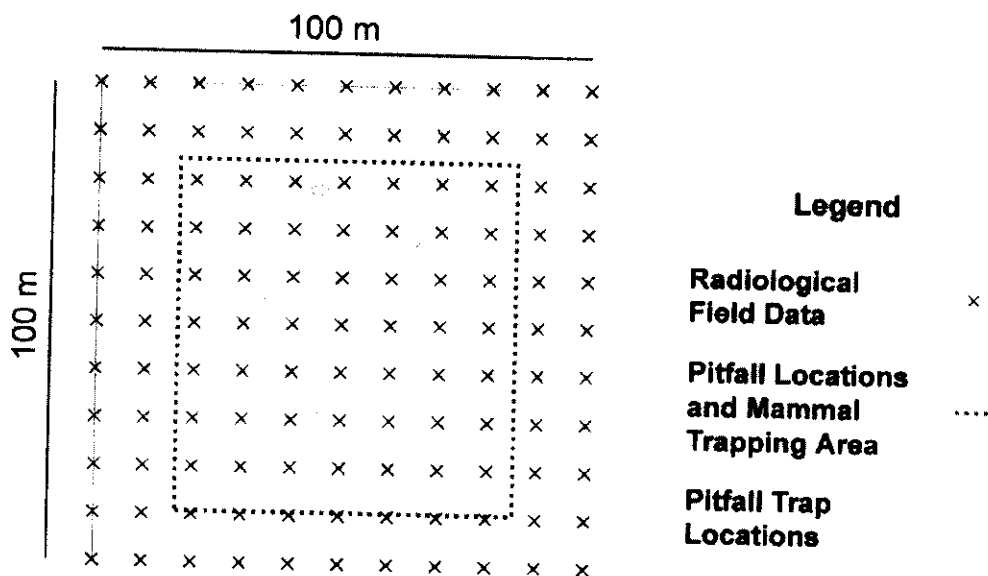 100 m
100 m
Legend
Radiological
Field Data
Pitfall Locations
and Mammal
Trapping Area
Pitfall Trap
Locations